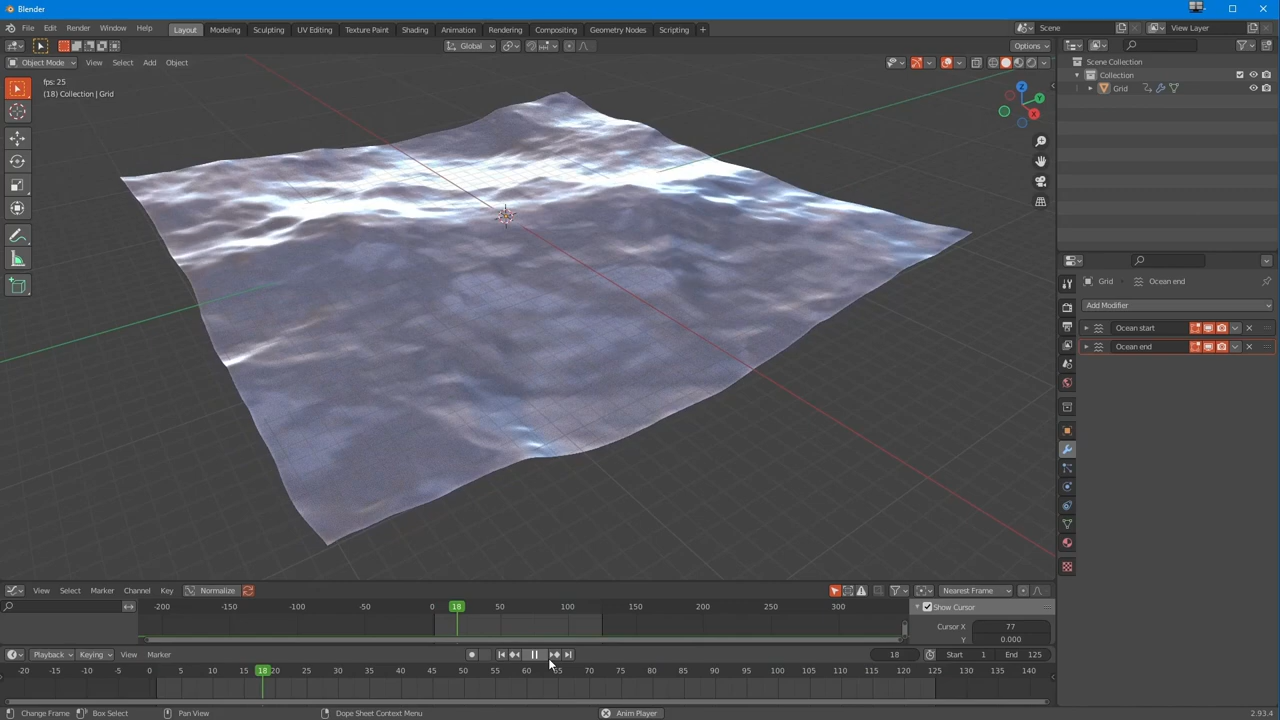 Blender
File Edit Render Window Help Layout Modeling Sculpting UV Editing Texture Paint Shading Animation Rendering Compositing Geometry Nodes Scripting + Scene View Layer
Global Options
Object Mode View Select Add Object
fps: 25
(18) Collection | Grid
Z
Y
X
Scene Collection
Collection
Grid
Grid Ocean end
Add Modifier
Ocean start
Ocean end
View Select Marker Channel Key Normalize Nearest Frame
-200 -150 -100 -50 0 18 50 100 150 200 250 300
Show Cursor
Cursor X 77
Y 0.000
Playback Keying View Marker 18 Start 1 End 125
-20 -15 -10 -5 0 5 10 15 18 20 25 30 35 40 45 50 55 60 65 70 75 80 85 90 95 100 105 110 115 120 125 130 135 140
Change Frame Box Select Pan View Dope Sheet Context Menu Anim Player 2.93.4